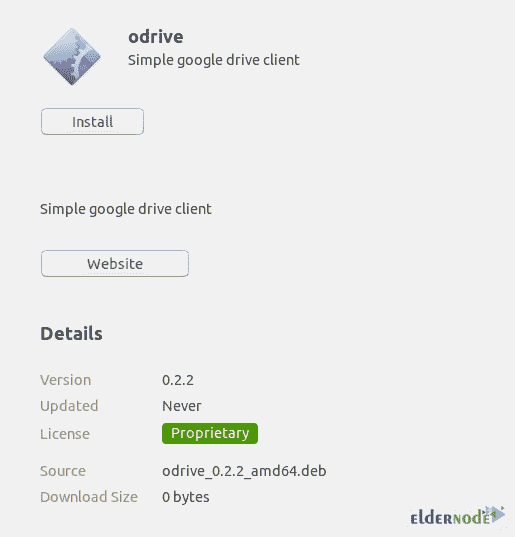 odrive
Simple google drive client
Install
Simple google drive client
Website
Details
Version 0.2.2
Updated Never
License Proprietary
Source odrive_0.2.2_amd64.deb
Download Size 0 bytes
ELDERNODE